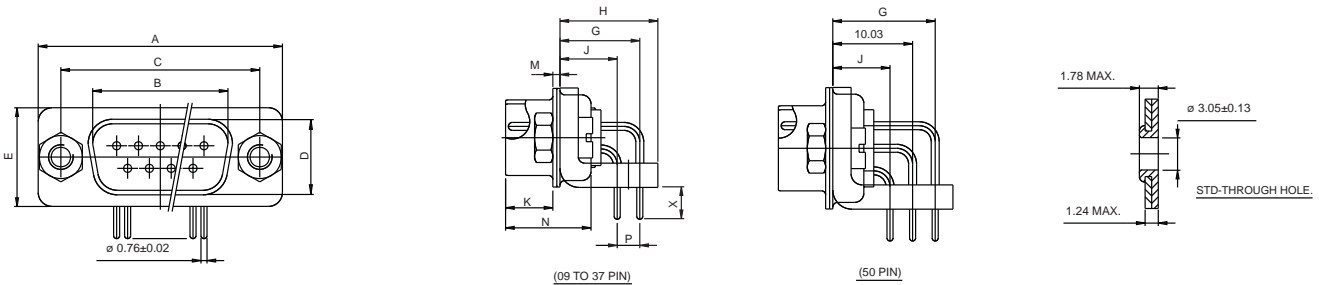 A
C
B
E
D
ø 0.76±0.02
H
G
J
M
K
N
X
P
(09 TO 37 PIN)
G
10.03
J
(50 PIN)
1.78 MAX.
ø 3.05±0.13
STD-THROUGH HOLE.
1.24 MAX.